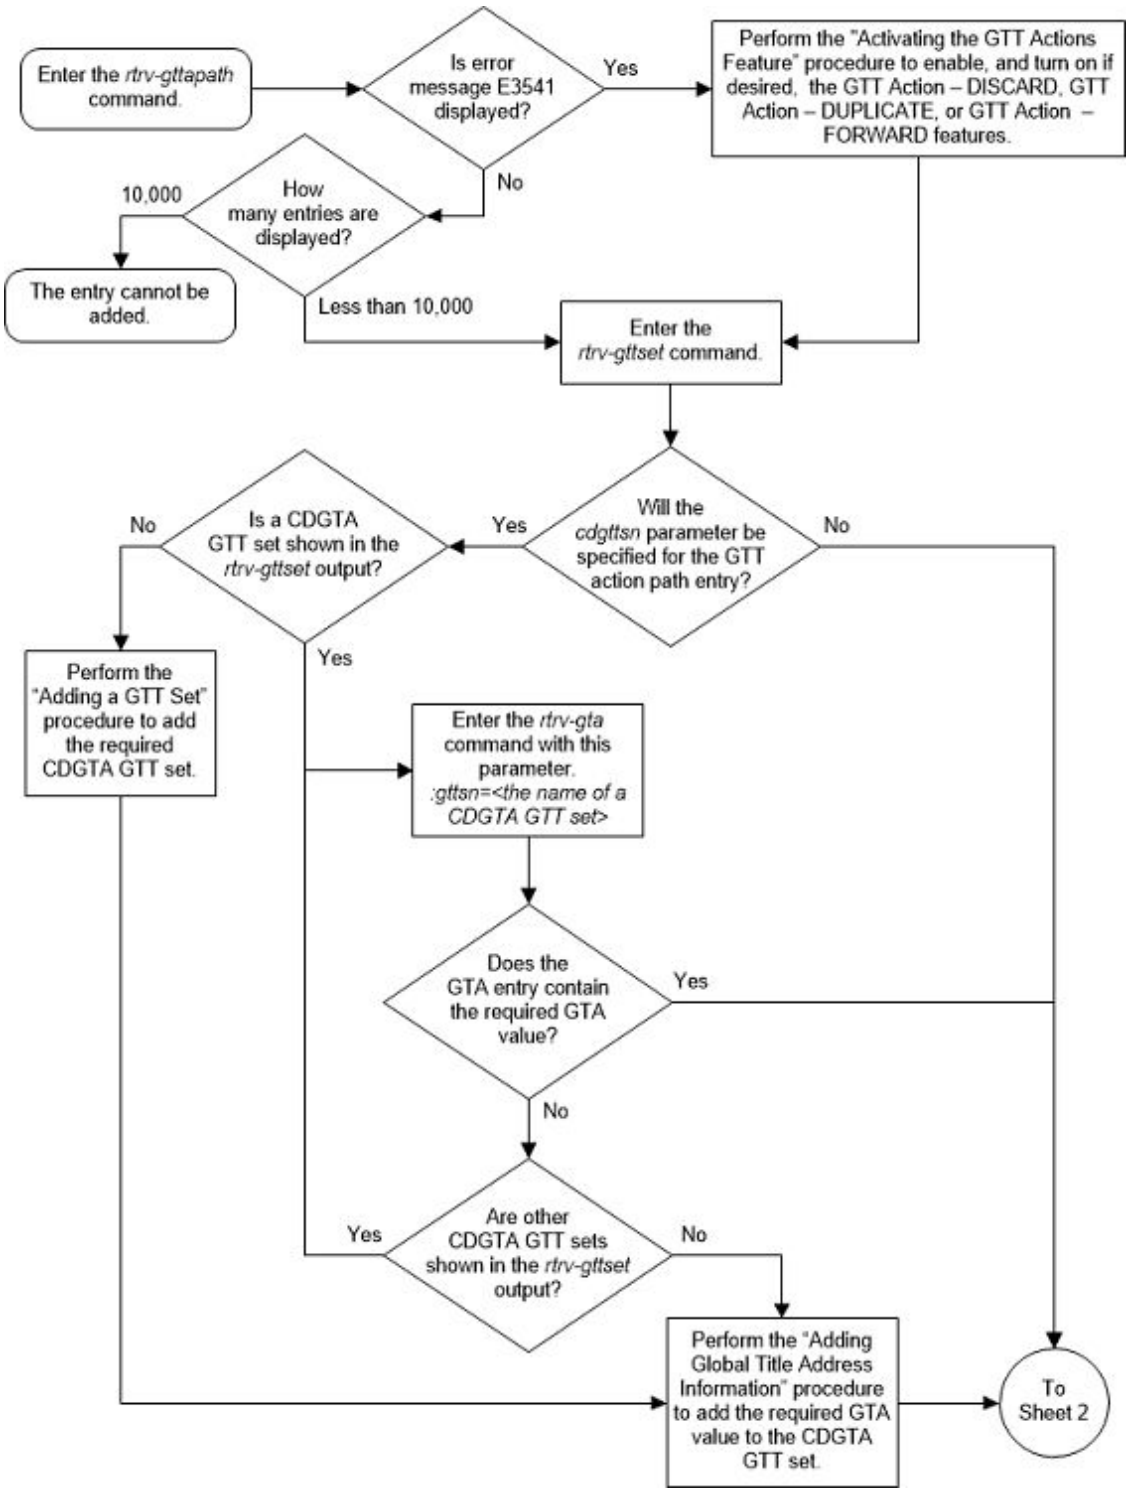 Enter the rtrv-gttapath
command.
Is error
message E3541
displayed?
Yes
Perform the "Activating the GTT Actions
Feature" procedure to enable, and turn on if
desired, the GTT Action – DISCARD, GTT
Action – DUPLICATE, or GTT Action –
FORWARD features.
No
How
many entries are
displayed?
10,000
The entry cannot be
added.
Less than 10,000
Enter the
rtrv-gttset command.
Will the
cdgttsn parameter be
specified for the GTT
action path entry?
No
Yes
Is a CDGTA
GTT set shown in the
rtrv-gttset output?
No
Yes
Perform the
“Adding a GTT Set”
procedure to add
the required
CDGTA GTT set.
Enter the rtrv-gta
command with this
parameter.
:gttsn=<the name of a
CDGTA GTT set>
Does the
GTA entry contain
the required GTA
value?
Yes
No
Are other
CDGTA GTT sets
shown in the rtrv-gttset
output?
Yes
No
Perform the “Adding
Global Title Address
Information” procedure
to add the required GTA
value to the CDGTA
GTT set.
To
Sheet 2